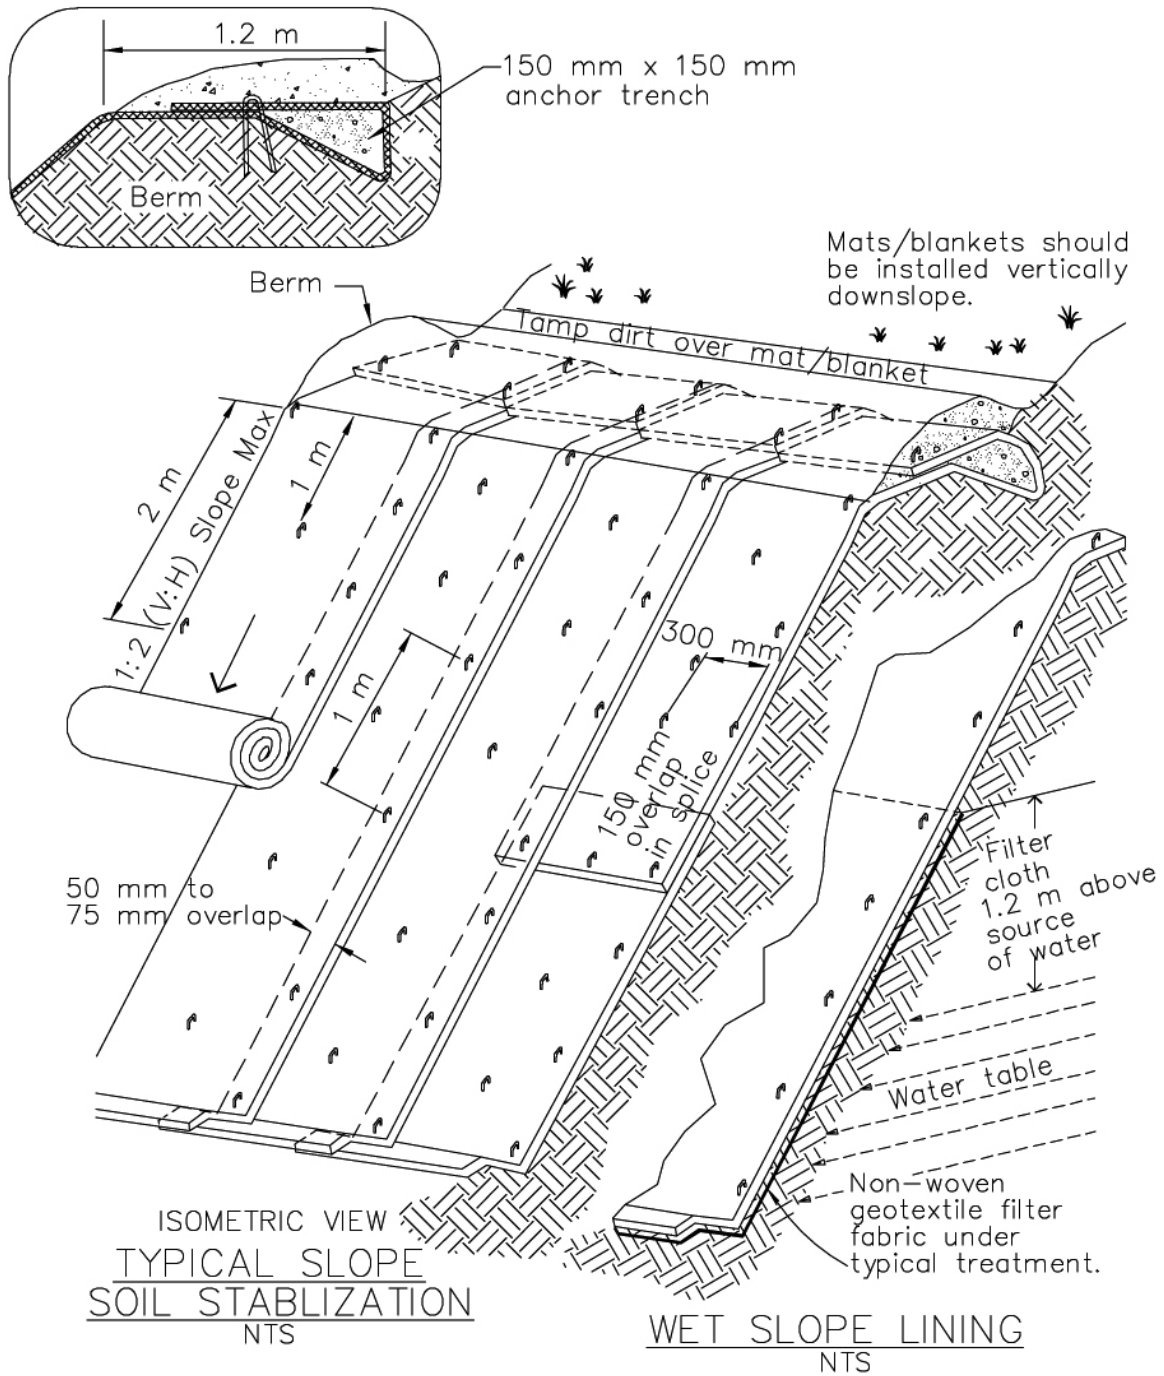 1.2 m
150 mm x 150 mm
anchor trench
Berm
Mats/blankets should
be installed vertically
downslope.
Berm
Tamp dirt over mat/blanket
2 m
1:2 (V:H) Slope Max
1 m
300 mm
1 m
150 mm
overlap
in splice
50 mm to
75 mm overlap
Filter
cloth
1.2 m above
source
of water
Water table
Non-woven
geotextile filter
fabric under
typical treatment.
ISOMETRIC VIEW
TYPICAL SLOPE
SOIL STABLIZATION
NTS
WET SLOPE LINING
NTS